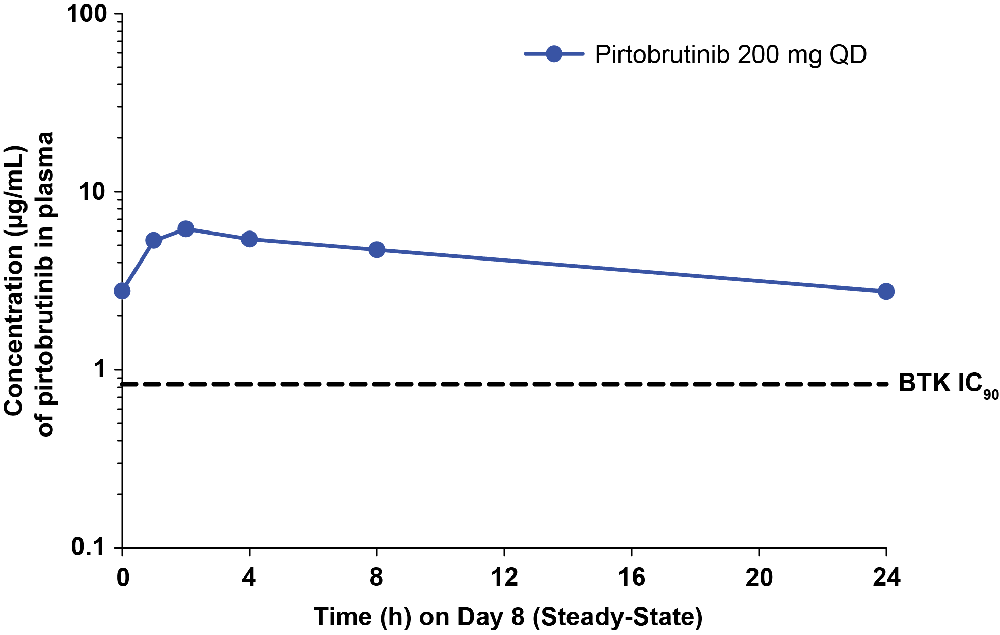 100
Pirtobrutinib 200 mg QD
10
Concentration (µg/mL)
of pirtobrutinib in plasma
1
BTK IC90
0.1
0 4 8 12 16 20 24
Time (h) on Day 8 (Steady-State)